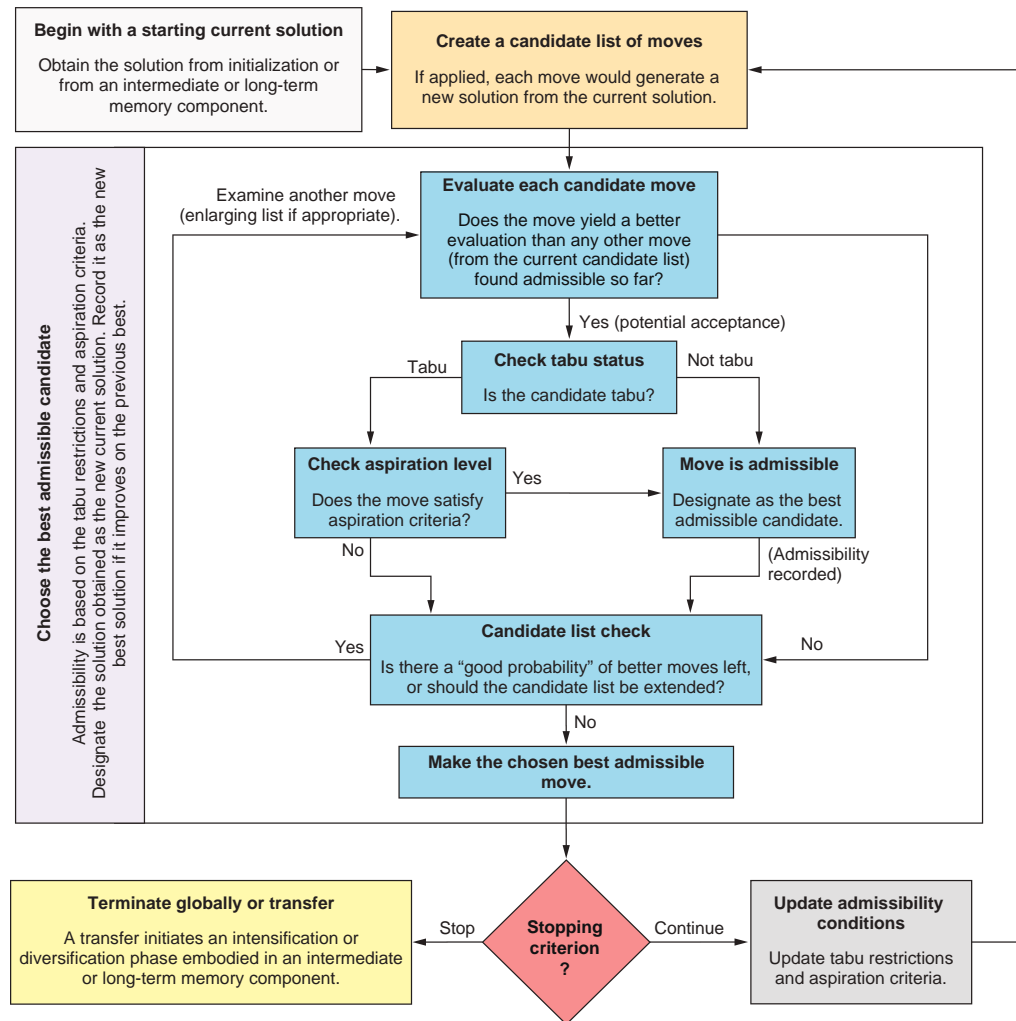 Begin with a starting current solution
Obtain the solution from initialization or
from an intermediate or long-term
memory component.
Create a candidate list of moves
If applied, each move would generate a
new solution from the current solution.
Choose the best admissible candidate
Admissibility is based on the tabu restrictions and aspiration criteria.
Designate the solution obtained as the new current solution. Record it as the new
best solution if it improves on the previous best.
Examine another move
(enlarging list if appropriate).
Evaluate each candidate move
Does the move yield a better
evaluation than any other move
(from the current candidate list)
found admissible so far?
Yes (potential acceptance)
Tabu
Check tabu status
Is the candidate tabu?
Not tabu
Check aspiration level
Does the move satisfy
aspiration criteria?
Yes
Move is admissible
Designate as the best
admissible candidate.
No
(Admissibility
recorded)
Yes
Candidate list check
Is there a “good probability” of better moves left,
or should the candidate list be extended?
No
No
Make the chosen best admissible
move.
Terminate globally or transfer
A transfer initiates an intensification or
diversification phase embodied in an intermediate
or long-term memory component.
Stop
Stopping
criterion
?
Continue
Update admissibility
conditions
Update tabu restrictions
and aspiration criteria.